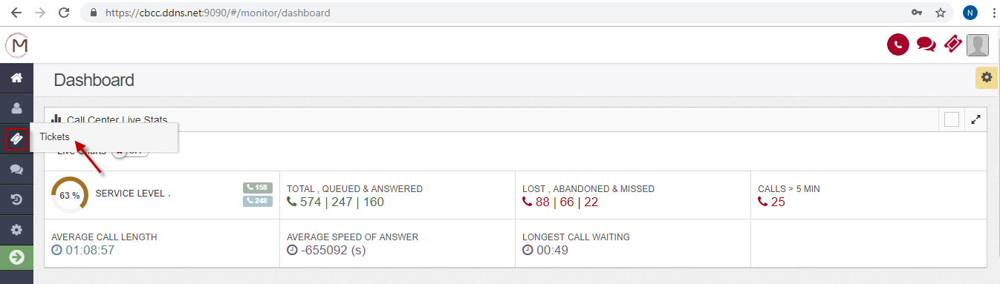 https://cbcc.ddns.net:9090/#/monitor/dashboard
N
M
Dashboard
Call Center Live Stats
Tickets
Live Charts
63 %
SERVICE LEVEL .
158
248
TOTAL , QUEUED & ANSWERED
574 | 247 | 160
LOST , ABANDONED & MISSED
88 | 66 | 22
CALLS > 5 MIN
25
AVERAGE CALL LENGTH
01:08:57
AVERAGE SPEED OF ANSWER
-655092 (s)
LONGEST CALL WAITING
00:49